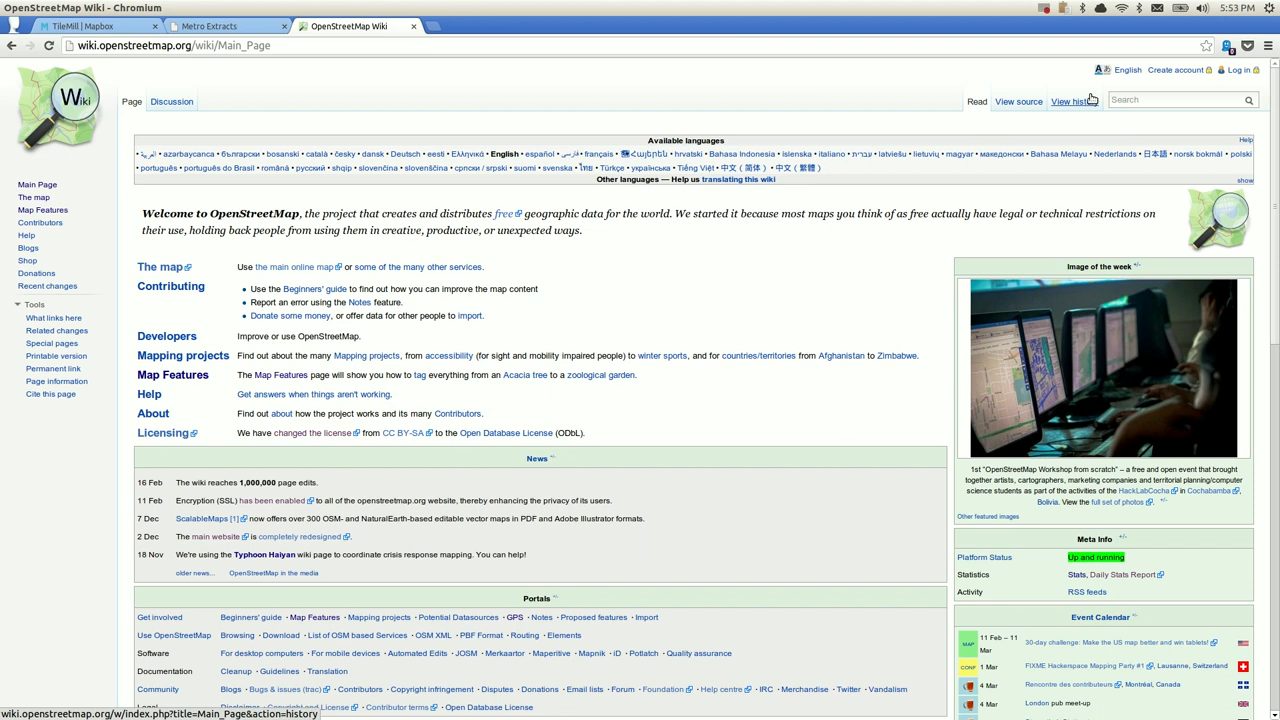 OpenStreetMap Wiki - Chromium
5:53 PM
TileMill | Mapbox
Metro Extracts
OpenStreetMap Wiki
wiki.openstreetmap.org/wiki/Main_Page
English Create account Log in
Wiki
Page Discussion
Read View source View history
Search
Available languages
Help
• العربية • azərbaycanca • български • bosanski • català • česky • dansk • Deutsch • eesti • Ελληνικά • English • español • فارسی • français • Հայերեն • hrvatski • Bahasa Indonesia • íslenska • italiano • עברית • latviešu • lietuvių • magyar • македонски • Bahasa Melayu • Nederlands • 日本語 • norsk bokmål • polski
• português • português do Brasil • română • русский • shqip • slovenčina • slovenščina • српски / srpski • suomi • svenska • ไทย • Türkçe • українська • Tiếng Việt • 中文（简体） • 中文（繁體）
Other languages — Help us translating this wiki
show
Main Page
The map
Map Features
Contributors
Help
Blogs
Shop
Donations
Recent changes
Tools
What links here
Related changes
Special pages
Printable version
Permanent link
Page information
Cite this page
Welcome to OpenStreetMap, the project that creates and distributes free geographic data for the world. We started it because most maps you think of as free actually have legal or technical restrictions on
their use, holding back people from using them in creative, productive, or unexpected ways.
The map Use the main online map or some of the many other services.
Contributing • Use the Beginners' guide to find out how you can improve the map content
• Report an error using the Notes feature.
• Donate some money, or offer data for other people to import.
Developers Improve or use OpenStreetMap.
Mapping projects Find out about the many Mapping projects, from accessibility (for sight and mobility impaired people) to winter sports, and for countries/territories from Afghanistan to Zimbabwe.
Map Features The Map Features page will show you how to tag everything from an Acacia tree to a zoological garden.
Help Get answers when things aren't working.
About Find out about how the project works and its many Contributors.
Licensing We have changed the license from CC BY-SA to the Open Database License (ODbL).
News +/-
16 Feb The wiki reaches 1,000,000 page edits.
11 Feb Encryption (SSL) has been enabled to all of the openstreetmap.org website, thereby enhancing the privacy of its users.
7 Dec ScalableMaps [1] now offers over 300 OSM- and NaturalEarth-based editable vector maps in PDF and Adobe Illustrator formats.
2 Dec The main website is completely redesigned.
18 Nov We're using the Typhoon Haiyan wiki page to coordinate crisis response mapping. You can help!
older news... OpenStreetMap in the media
Portals +/-
Get involved Beginners' guide · Map Features · Mapping projects · Potential Datasources · GPS · Notes · Proposed features · Import
Use OpenStreetMap Browsing · Download · List of OSM based Services · OSM XML · PBF Format · Routing · Elements
Software For desktop computers · For mobile devices · Automated Edits · JOSM · Merkaartor · Maperitive · Mapnik · iD · Potlatch · Quality assurance
Documentation Cleanup · Guidelines · Translation
Community Blogs · Bugs & issues (trac) · Contributors · Copyright infringement · Disputes · Donations · Email lists · Forum · Foundation · Help centre · IRC · Merchandise · Twitter · Vandalism
Legal Disclaimer · Copyright and License · Contributor terms · Open Database License
Image of the week +/-
1st "OpenStreetMap Workshop from scratch" – a free and open event that brought
together artists, cartographers, marketing companies and territorial planning/computer
science students as part of the activities of the HackLabCocha in Cochabamba,
Bolivia. View the full set of photos. +/-
Other featured images
Meta Info +/-
Platform Status Up and running
Statistics Stats, Daily Stats Report
Activity RSS feeds
Event Calendar +/-
MAP 11 Feb – 11 Mar 30-day challenge: Make the US map better and win tablets!
CONF 1 Mar FIXME Hackerspace Mapping Party #1, Lausanne, Switzerland
4 Mar Rencontre des contributeurs, Montréal, Canada
4 Mar London pub meet-up
wiki.openstreetmap.org/w/index.php?title=Main_Page&action=history